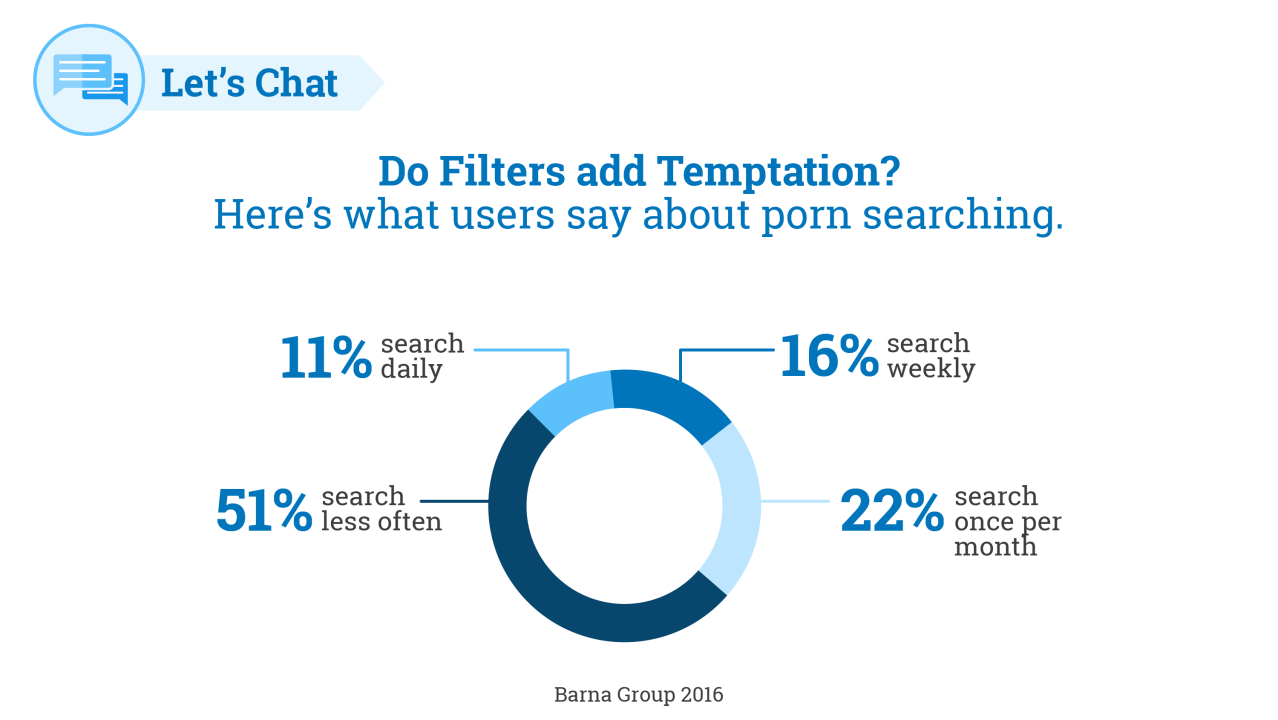 Let’s Chat
Do Filters add Temptation?
Here’s what users say about porn searching.
11% search
daily
16% search
weekly
51% search
less often
22% search
once per
month
Barna Group 2016